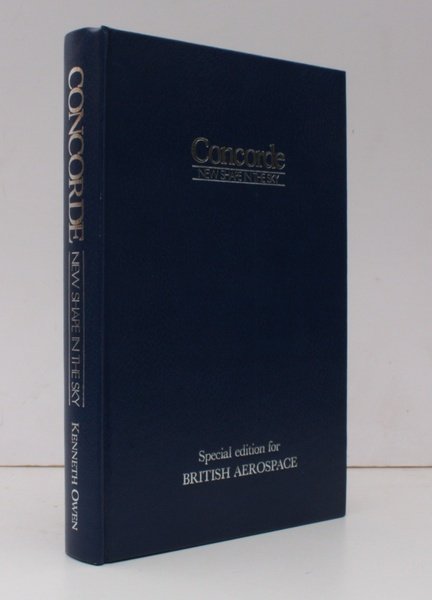 CONCORDE
NEW SHAPE IN THE SKY
KENNETH OWEN
Concorde
NEW SHAPE IN THE SKY
Special edition for
BRITISH AEROSPACE